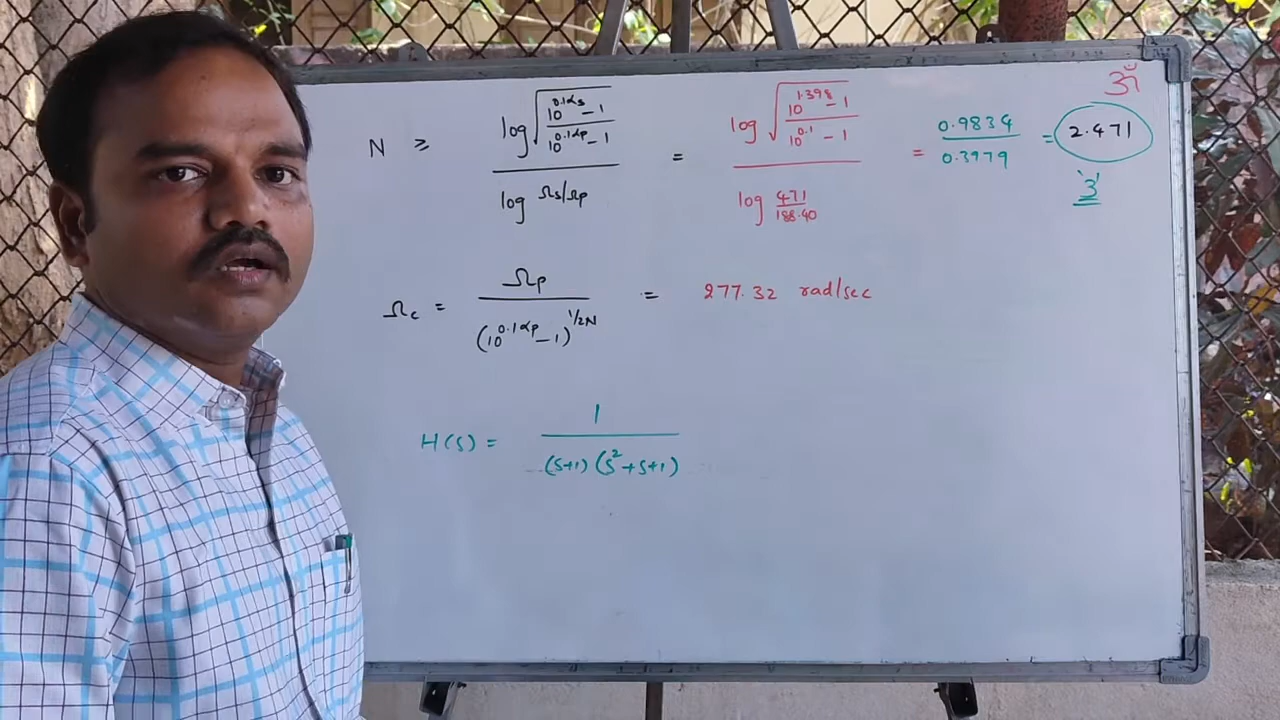 ॐ
N ≥ log √((10^0.1αs − 1)/(10^0.1αp − 1)) / log Ωs/Ωp = log √((10^1.398 − 1)/(10^0.1 − 1)) / log (471/188.40) = 0.9834/0.3979 = 2.471
'3'
Ωc = Ωp / (10^0.1αp − 1)^1/2N = 277.32 rad/sec
H(s) = 1 / (s+1)(s²+s+1)